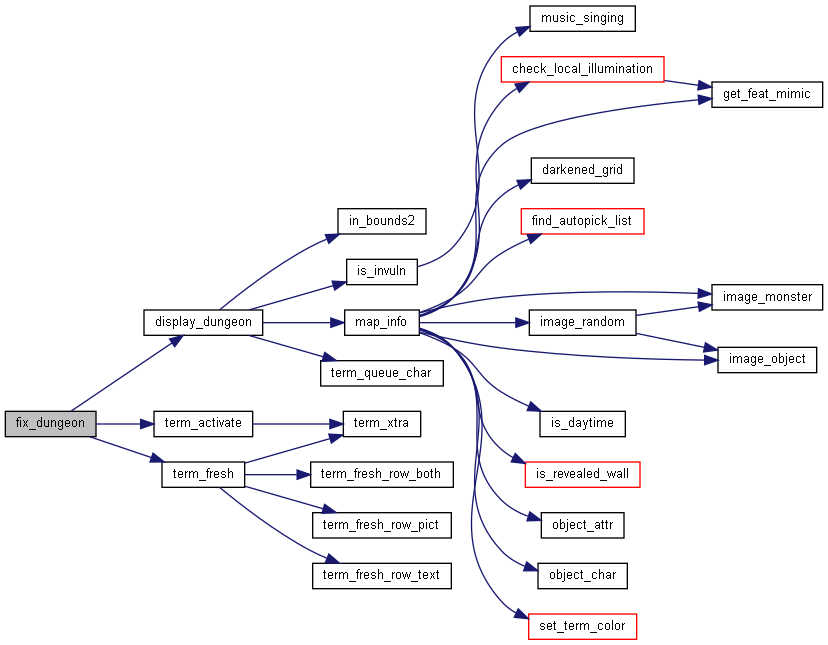 music_singing
check_local_illumination
get_feat_mimic
darkened_grid
in_bounds2
find_autopick_list
is_invuln
image_monster
display_dungeon
map_info
image_random
image_object
term_queue_char
fix_dungeon
term_activate
term_xtra
is_daytime
term_fresh
term_fresh_row_both
is_revealed_wall
term_fresh_row_pict
object_attr
term_fresh_row_text
object_char
set_term_color